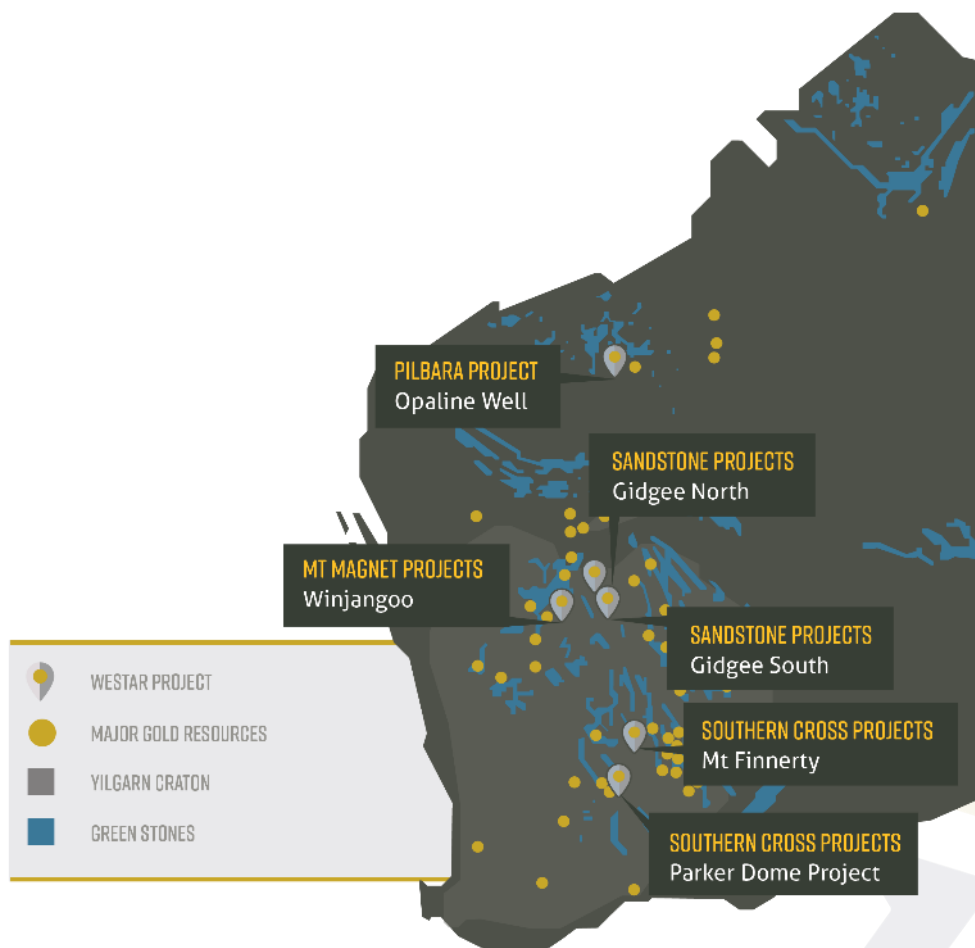 PILBARA PROJECT
Opaline Well
SANDSTONE PROJECTS
Gidgee North
MT MAGNET PROJECTS
Winjangoo
SANDSTONE PROJECTS
Gidgee South
WESTAR PROJECT
MAJOR GOLD RESOURCES
YILGARN CRATON
GREEN STONES
SOUTHERN CROSS PROJECTS
Mt Finnerty
SOUTHERN CROSS PROJECTS
Parker Dome Project